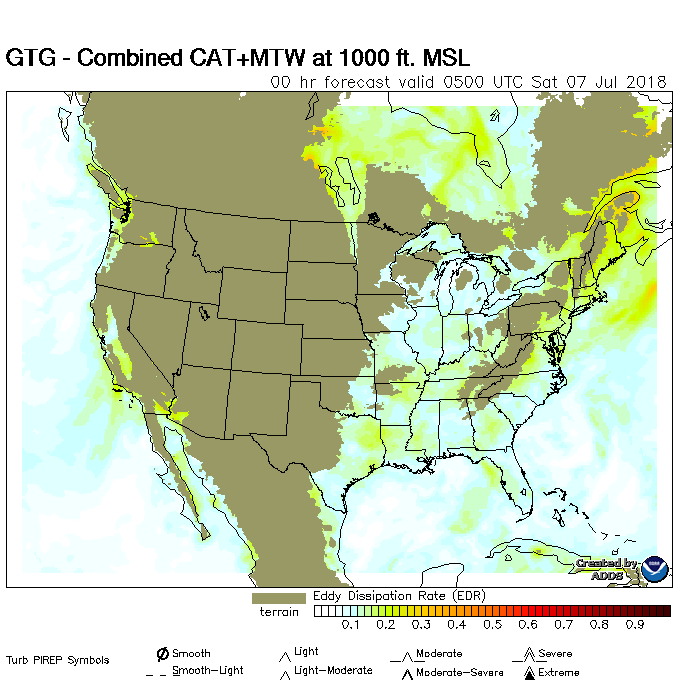 GTG - Combined CAT+MTW at 1000 ft. MSL
00 hr forecast valid 0500 UTC Sat 07 Jul 2018
Created by
ADDS
NOAA
Eddy Dissipation Rate (EDR)
terrain
0.1 0.2 0.3 0.4 0.5 0.6 0.7 0.8 0.9
Turb PIREP Symbols
Smooth
Light
Moderate
Severe
Smooth-Light
Light-Moderate
Moderate-Severe
Extreme